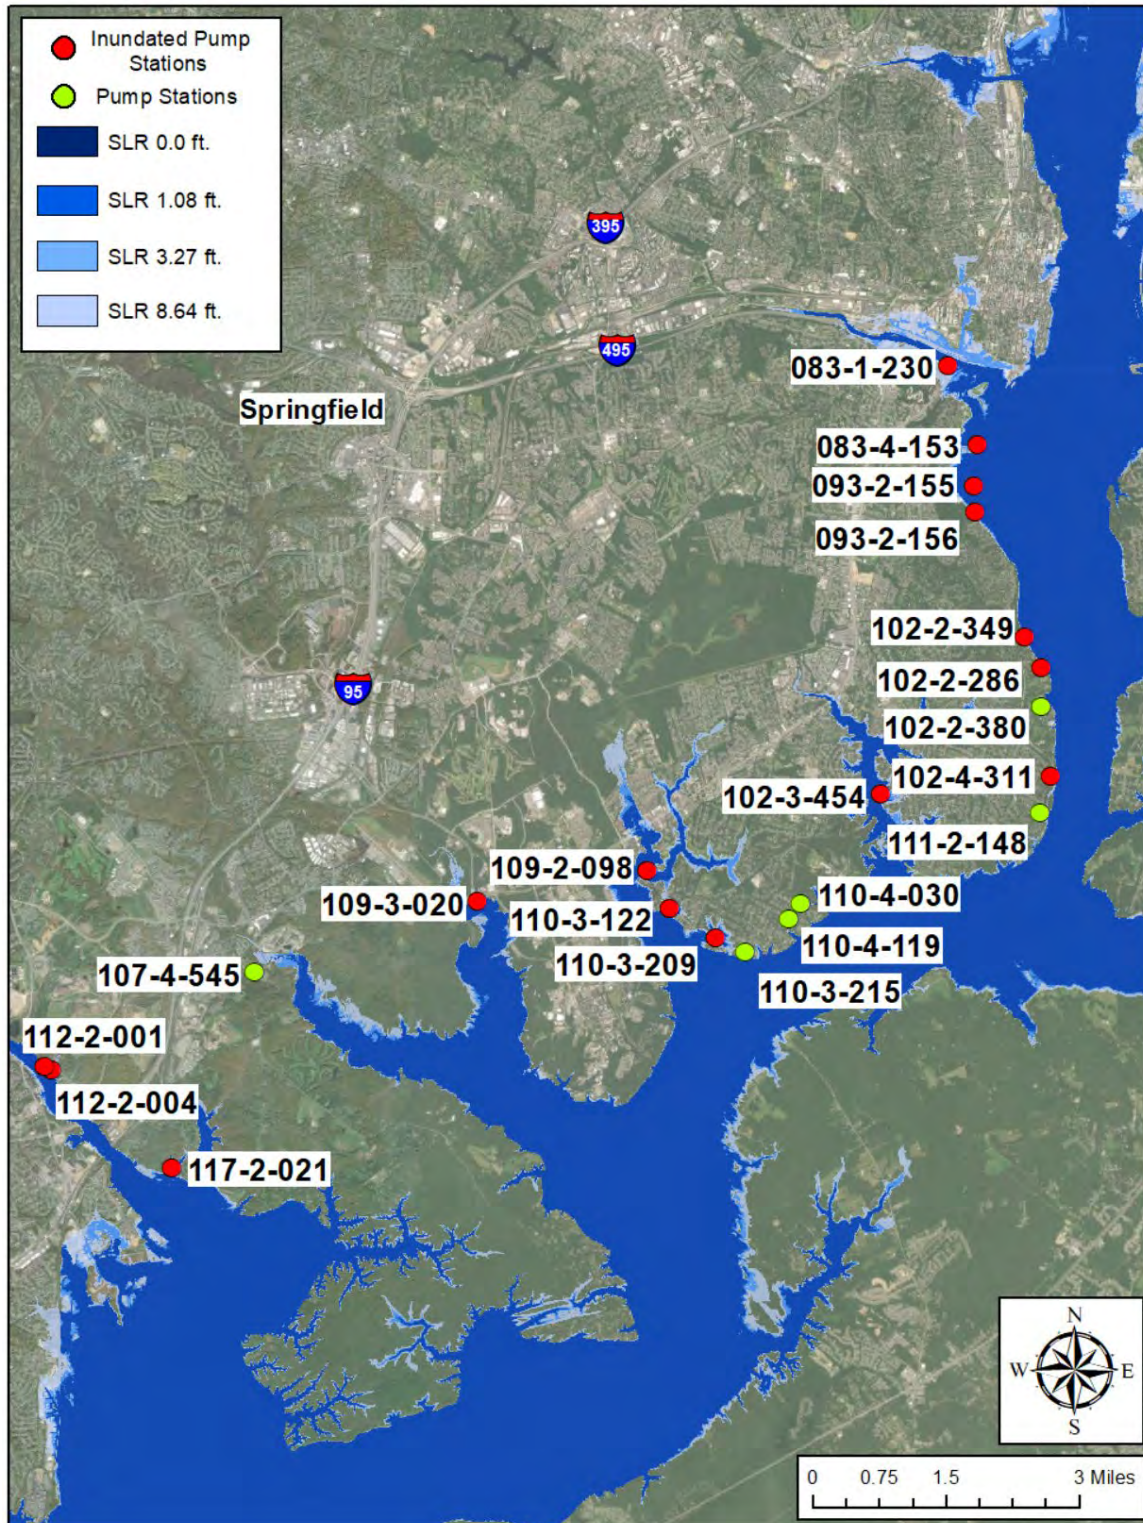 Inundated Pump
Stations
Pump Stations
SLR 0.0 ft.
SLR 1.08 ft.
SLR 3.27 ft.
SLR 8.64 ft.
395
495
083-1-230
Springfield
083-4-153
093-2-155
093-2-156
102-2-349
102-2-286
95
102-2-380
102-4-311
102-3-454
111-2-148
109-2-098
110-4-030
109-3-020
110-3-122
110-4-119
110-3-209
107-4-545
110-3-215
112-2-001
112-2-004
117-2-021
N
W E
S
0 0.75 1.5 3 Miles